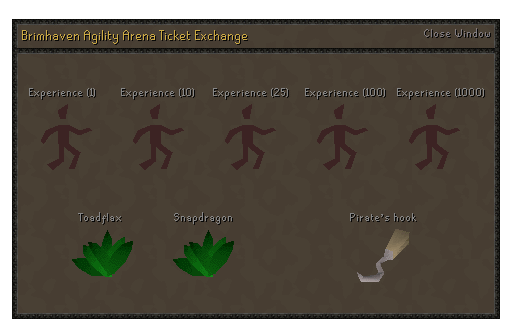 Brimhaven Agility Arena Ticket Exchange
Close Window
Experience (1)
Experience (10)
Experience (25)
Experience (100)
Experience (1000)
Toadflax
Snapdragon
Pirate's hook